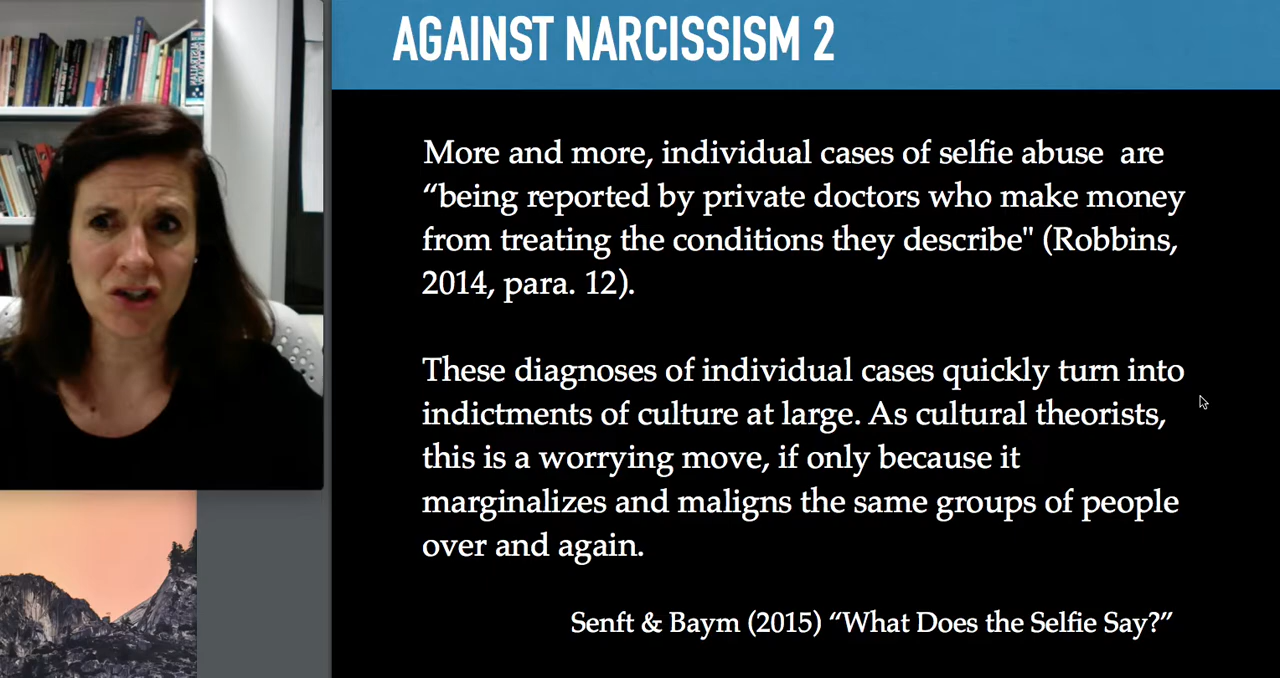 AGAINST NARCISSISM 2
More and more, individual cases of selfie abuse are
“being reported by private doctors who make money
from treating the conditions they describe" (Robbins,
2014, para. 12).
These diagnoses of individual cases quickly turn into
indictments of culture at large. As cultural theorists,
this is a worrying move, if only because it
marginalizes and maligns the same groups of people
over and again.
Senft & Baym (2015) “What Does the Selfie Say?”